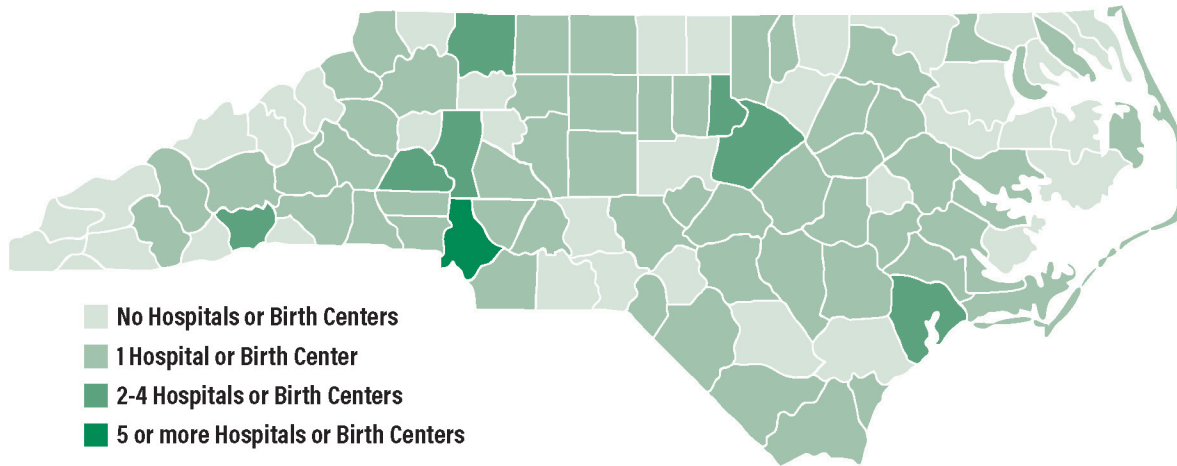 No Hospitals or Birth Centers
1 Hospital or Birth Center
2-4 Hospitals or Birth Centers
5 or more Hospitals or Birth Centers